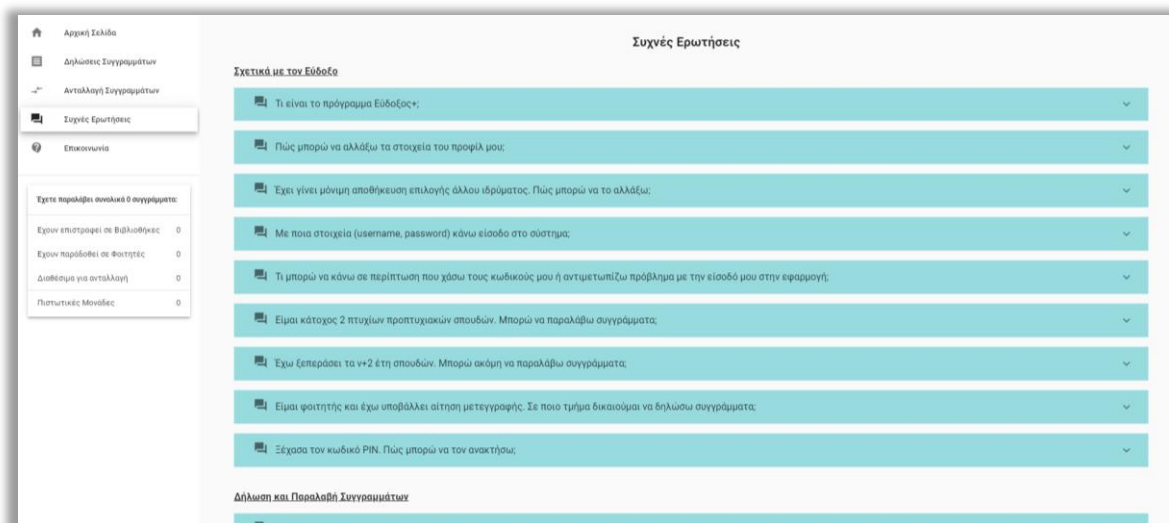 Αρχική Σελίδα
Δηλώσεις Συγγραμμάτων
Ανταλλαγή Συγγραμμάτων
Συχνές Ερωτήσεις
Επικοινωνία
Έχετε παραλάβει συνολικά 0 συγγράμματα:
Έχουν επιστραφεί σε Βιβλιοθήκες 0
Έχουν παραδοθεί σε Φοιτητές 0
Διαθέσιμα για ανταλλαγή 0
Πιστωτικές Μονάδες 0
Συχνές Ερωτήσεις
Σχετικά με τον Εύδοξο
Τι είναι το πρόγραμμα Εύδοξος+;
Πώς μπορώ να αλλάξω τα στοιχεία του προφίλ μου;
Έχει γίνει μόνιμη αποθήκευση επιλογής άλλου ιδρύματος. Πώς μπορώ να το αλλάξω;
Με ποια στοιχεία (username, password) κάνω είσοδο στο σύστημα;
Τι μπορώ να κάνω σε περίπτωση που χάσω τους κωδικούς μου ή αντιμετωπίζω πρόβλημα με την είσοδό μου στην εφαρμογή;
Είμαι κάτοχος 2 πτυχίων προπτυχιακών σπουδών. Μπορώ να παραλάβω συγγράμματα;
Έχω ξεπεράσει τα ν+2 έτη σπουδών. Μπορώ ακόμη να παραλάβω συγγράμματα;
Είμαι φοιτητής και έχω υποβάλλει αίτηση μετεγγραφής. Σε ποιο τμήμα δικαιούμαι να δηλώσω συγγράμματα;
Ξέχασα τον κωδικό PIN. Πώς μπορώ να τον ανακτήσω;
Δήλωση και Παραλαβή Συγγραμμάτων